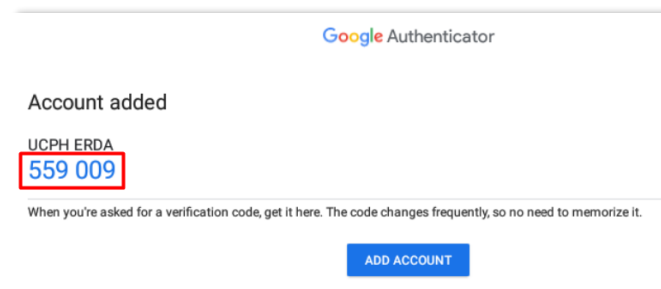 Google Authenticator
Account added
UCPH ERDA
559 009
When you're asked for a verification code, get it here. The code changes frequently, so no need to memorize it.
ADD ACCOUNT